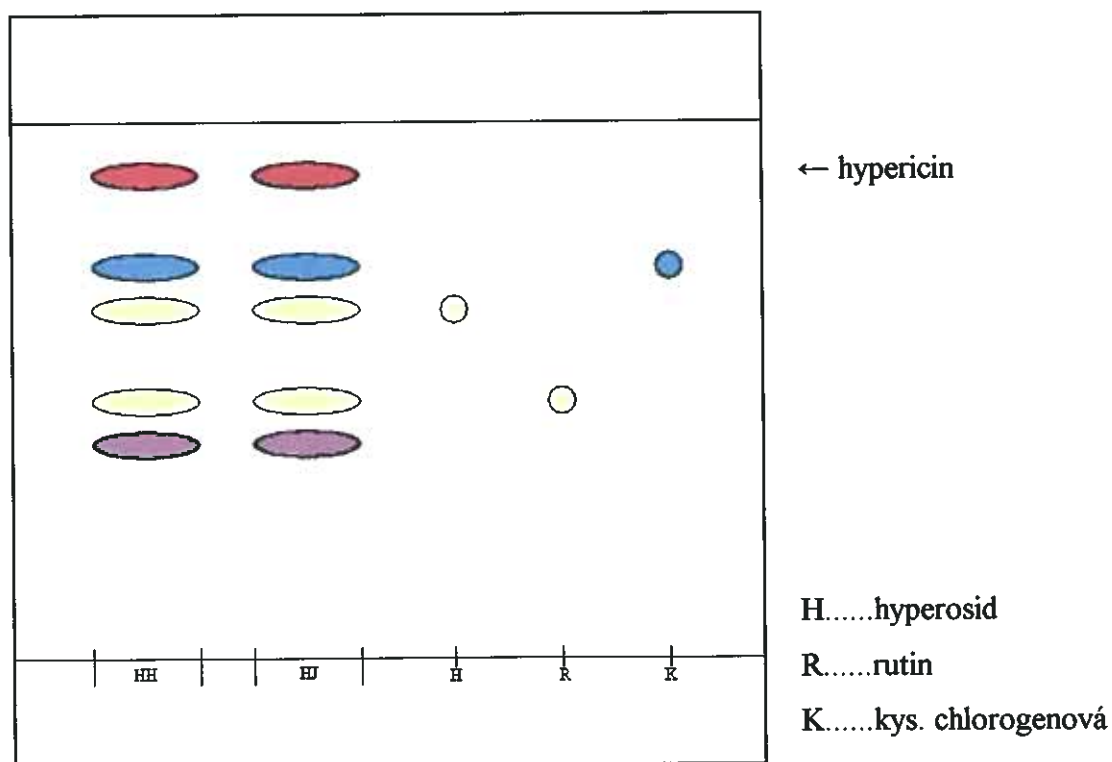 ← hypericin
HH HJ H R K
H......hyperosid
R......rutin
K......kys. chlorogenová